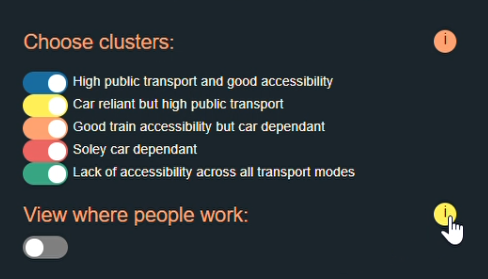 Choose clusters:
i
High public transport and good accessibility
Car reliant but high public transport
Good train accessibility but car dependant
Soley car dependant
Lack of accessibility across all transport modes
View where people work:
i